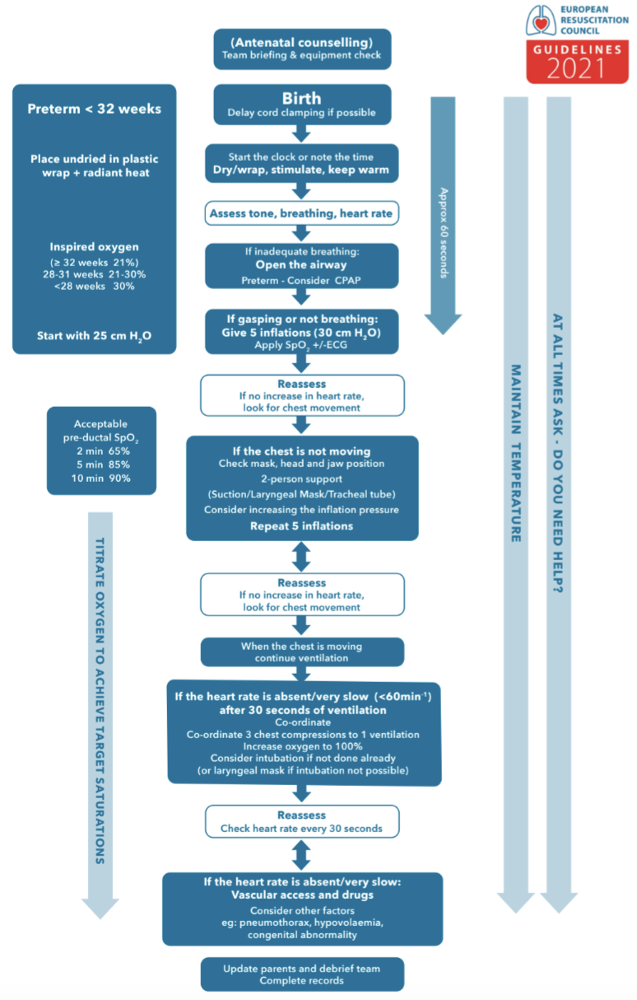 EUROPEAN
RESUSCITATION
COUNCIL
GUIDELINES
2021
(Antenatal counselling)
Team briefing & equipment check
Preterm < 32 weeks
Place undried in plastic
wrap + radiant heat
Inspired oxygen
(≥ 32 weeks 21%)
28-31 weeks 21-30%
<28 weeks 30%
Start with 25 cm H₂O
Birth
Delay cord clamping if possible
Start the clock or note the time
Dry/wrap, stimulate, keep warm
Assess tone, breathing, heart rate
If inadequate breathing:
Open the airway
Preterm - Consider CPAP
If gasping or not breathing:
Give 5 inflations (30 cm H₂O)
Apply SpO₂ +/-ECG
Approx 60 seconds
Reassess
If no increase in heart rate,
look for chest movement
Acceptable
pre-ductal SpO₂
2 min 65%
5 min 85%
10 min 90%
If the chest is not moving
Check mask, head and jaw position
2-person support
(Suction/Laryngeal Mask/Tracheal tube)
Consider increasing the inflation pressure
Repeat 5 inflations
Reassess
If no increase in heart rate,
look for chest movement
When the chest is moving
continue ventilation
If the heart rate is absent/very slow (<60min⁻¹)
after 30 seconds of ventilation
Co-ordinate
Co-ordinate 3 chest compressions to 1 ventilation
Increase oxygen to 100%
Consider intubation if not done already
(or laryngeal mask if intubation not possible)
Reassess
Check heart rate every 30 seconds
If the heart rate is absent/very slow:
Vascular access and drugs
Consider other factors
eg: pneumothorax, hypovolaemia,
congenital abnormality
Update parents and debrief team
Complete records
TITRATE OXYGEN TO ACHIEVE TARGET SATURATIONS
MAINTAIN TEMPERATURE
AT ALL TIMES ASK - DO YOU NEED HELP?